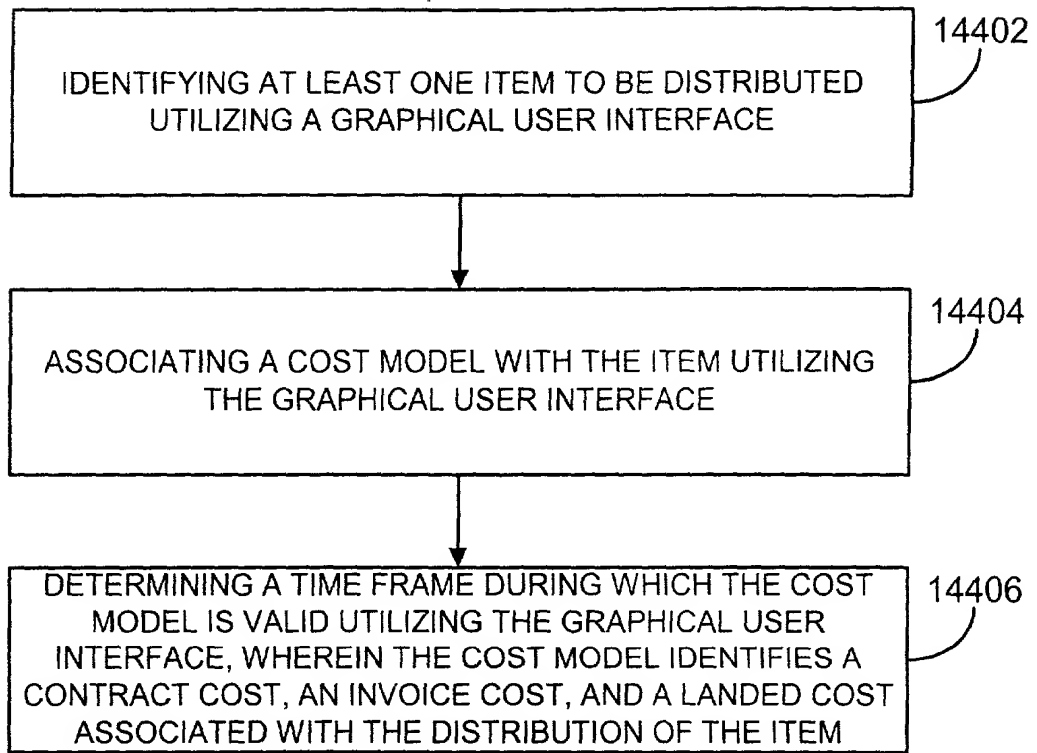 14402
IDENTIFYING AT LEAST ONE ITEM TO BE DISTRIBUTED
UTILIZING A GRAPHICAL USER INTERFACE
14404
ASSOCIATING A COST MODEL WITH THE ITEM UTILIZING
THE GRAPHICAL USER INTERFACE
14406
DETERMINING A TIME FRAME DURING WHICH THE COST
MODEL IS VALID UTILIZING THE GRAPHICAL USER
INTERFACE, WHEREIN THE COST MODEL IDENTIFIES A
CONTRACT COST, AN INVOICE COST, AND A LANDED COST
ASSOCIATED WITH THE DISTRIBUTION OF THE ITEM